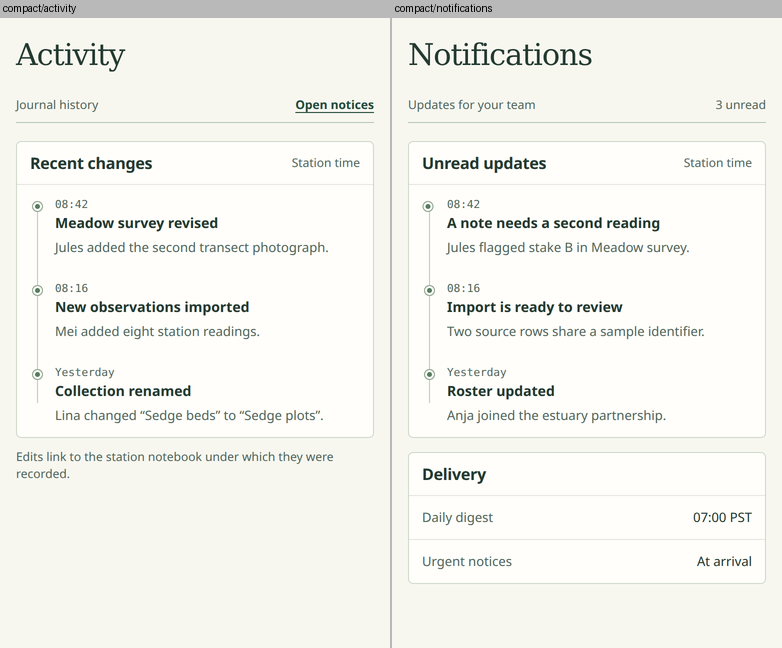 compact/activity
Activity
Journal history
Open notices
Recent changes
Station time
08:42
Meadow survey revised
Jules added the second transect photograph.
08:16
New observations imported
Mei added eight station readings.
Yesterday
Collection renamed
Lina changed “Sedge beds” to “Sedge plots”.
Edits link to the station notebook under which they were
recorded.
compact/notifications
Notifications
Updates for your team
3 unread
Unread updates
Station time
08:42
A note needs a second reading
Jules flagged stake B in Meadow survey.
08:16
Import is ready to review
Two source rows share a sample identifier.
Yesterday
Roster updated
Anja joined the estuary partnership.
Delivery
Daily digest
07:00 PST
Urgent notices
At arrival